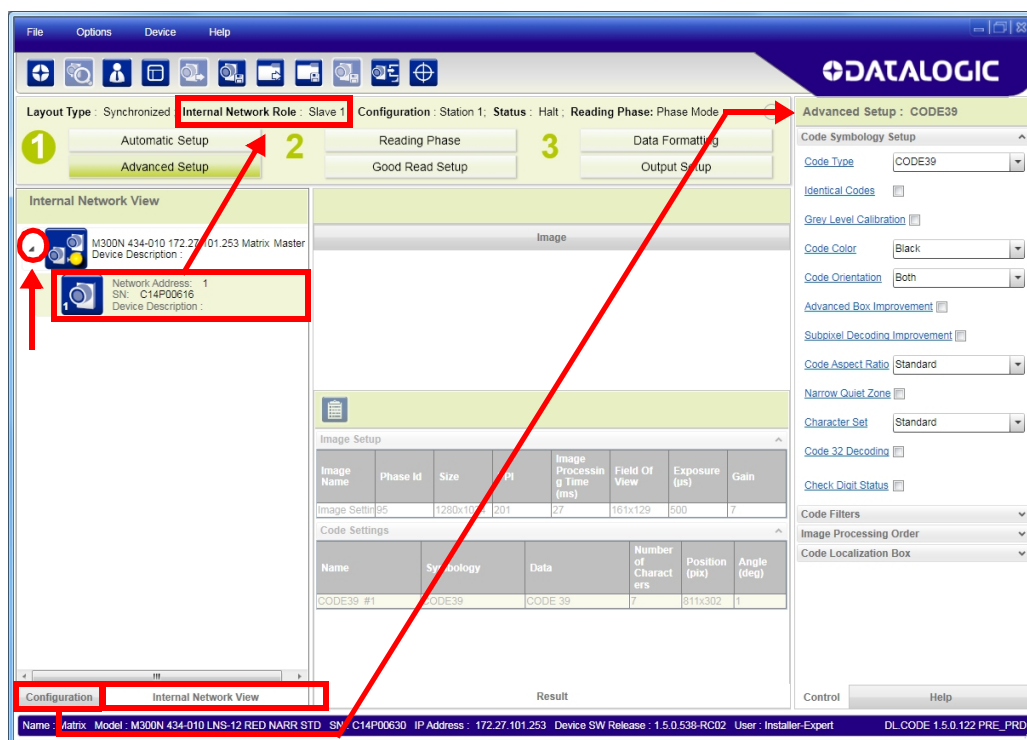 File Options Device Help
DATALOGIC
Layout Type : Synchronized ; Internal Network Role : Slave 1 Configuration : Station 1; Status : Halt ; Reading Phase: Phase Mode
1
Automatic Setup
Advanced Setup
2
Reading Phase
Good Read Setup
3
Data Formatting
Output Setup
Internal Network View
M300N 434-010 172.27.101.253 Matrix Master
Device Description :
1
Network Address: 1
SN: C14P00616
Device Description :
Configuration Internal Network View
Image
Image Setup
Image Name Phase Id Size Image Processin g Time (ms) Field Of View Exposure (µs) Gain
Image Settin 95 201 27 161x129 500 7
Code Settings
Name Symbology Data Number of Charact ers Position (pix) Angle (deg)
CODE39 #1 CODE39 CODE 39 7 811x302 1
Result
Advanced Setup : CODE39
Code Symbology Setup
Code Type CODE39
Identical Codes
Grey Level Calibration
Code Color Black
Code Orientation Both
Advanced Box Improvement
Subpixel Decoding Improvement
Code Aspect Ratio Standard
Narrow Quiet Zone
Character Set Standard
Code 32 Decoding
Check Digit Status
Code Filters
Image Processing Order
Code Localization Box
Control Help
Name : Matrix Model : M300N 434-010 LNS-12 RED NARR STD SN : C14P00630 IP Address : 172.27.101.253 Device SW Release : 1.5.0.538-RC02 User : Installer-Expert DL.CODE 1.5.0.122 PRE_PRD